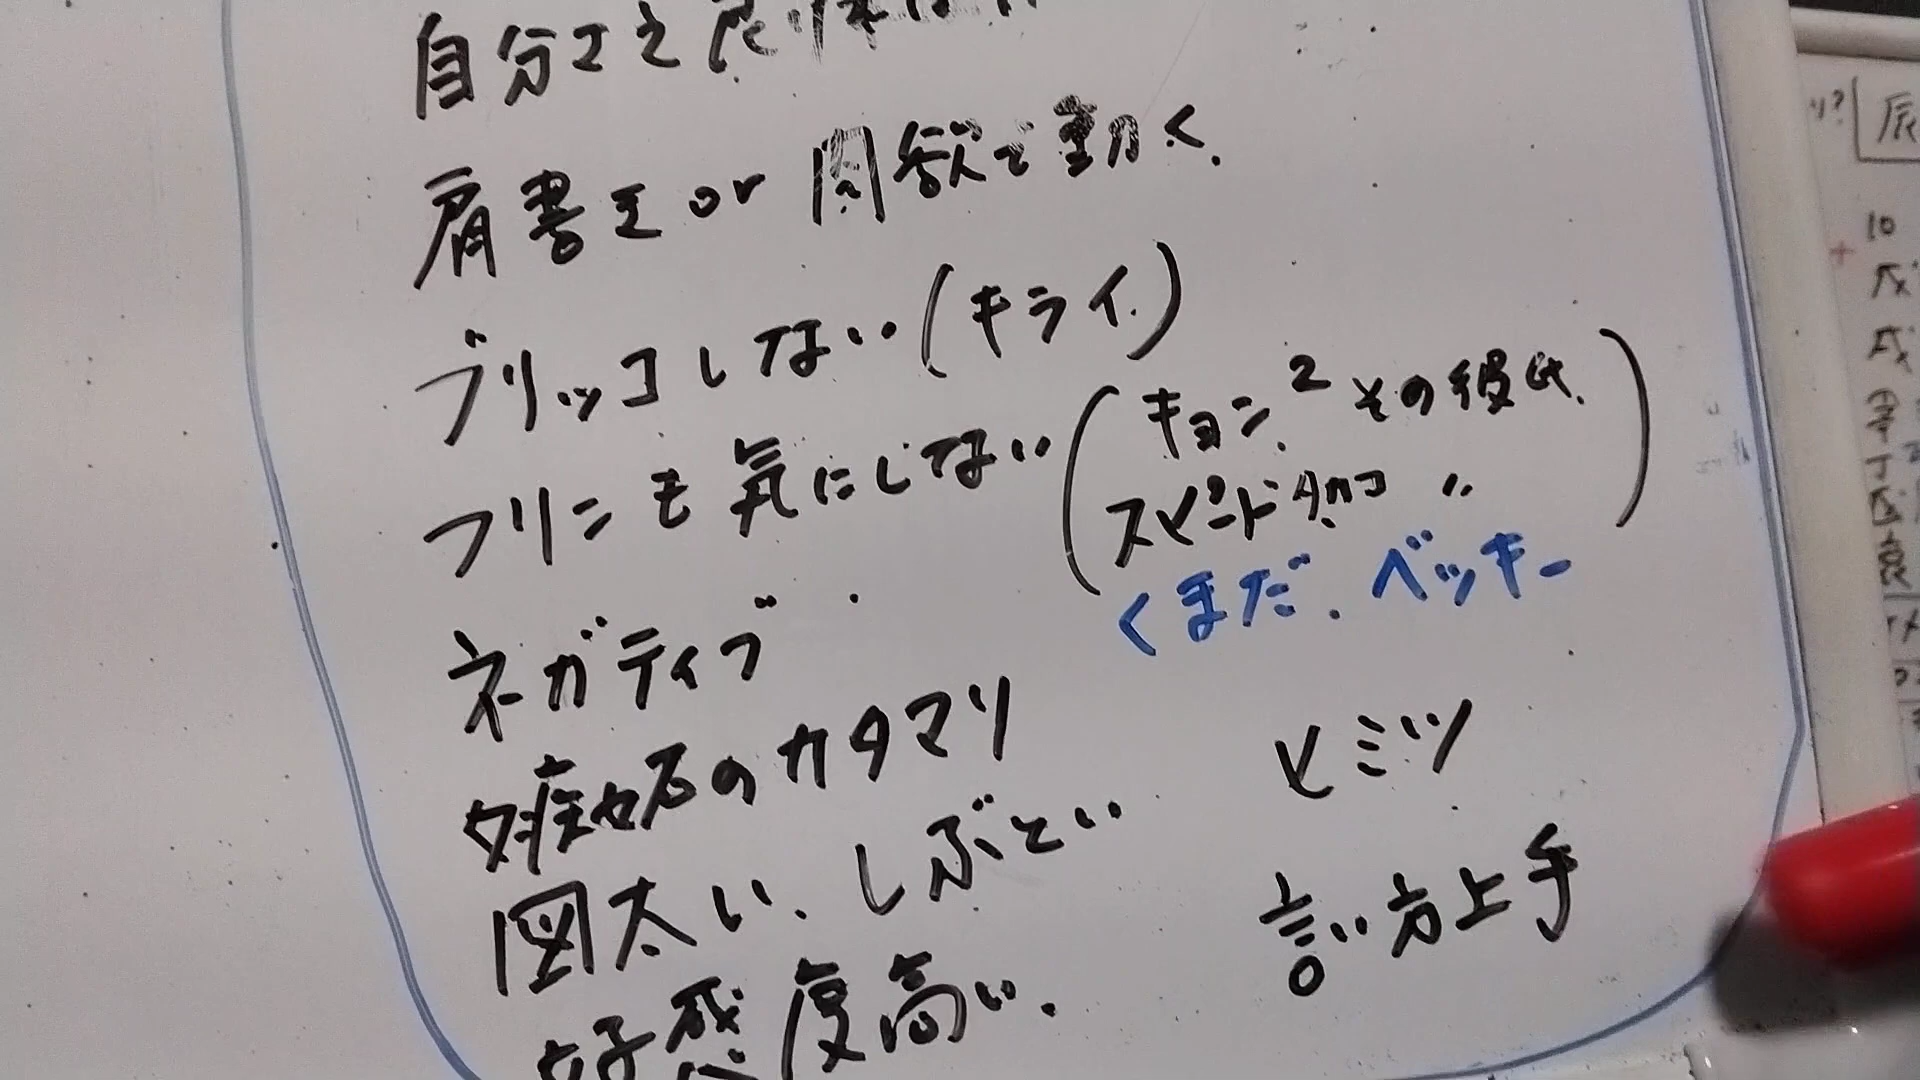 自分さえ良ければ
肩書き or 肉欲で動く.
ブリッコしない(キライ)
フリンも気にしない(キョン²その彼氏.
スピード 〃)
くまだ.ベッキー
ネガティブ
嫉妬のカタマリ
ヒミツ
図太い、しぶとい
言い方上手
好感度高い.
10